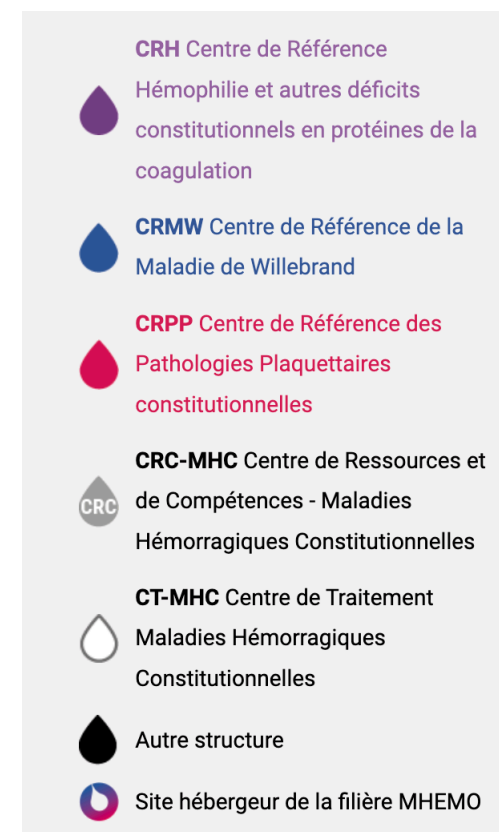 CRH Centre de Référence
Hémophilie et autres déficits
constitutionnels en protéines de la
coagulation
CRMW Centre de Référence de la
Maladie de Willebrand
CRPP Centre de Référence des
Pathologies Plaquettaires
constitutionnelles
CRC-MHC Centre de Ressources et
CRC de Compétences - Maladies
Hémorragiques Constitutionnelles
CT-MHC Centre de Traitement
Maladies Hémorragiques
Constitutionnelles
Autre structure
Site hébergeur de la filière MHEMO